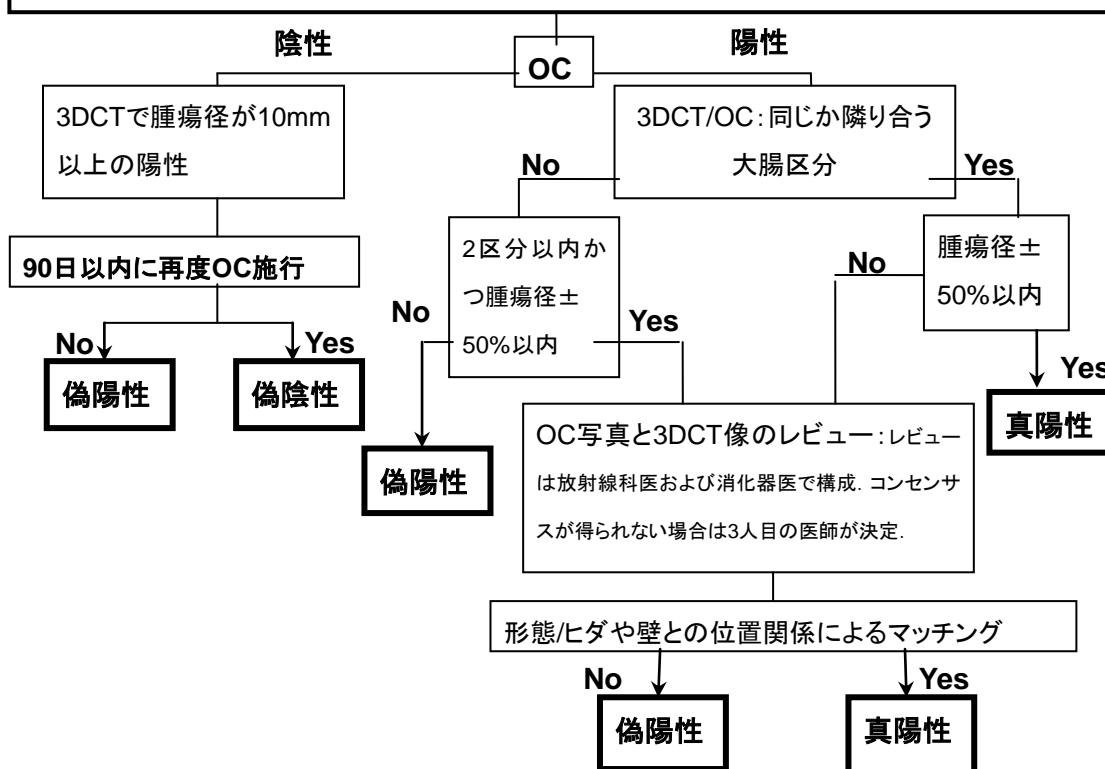 陰性
陽性
OC
3DCTで腫瘍径が10mm
以上の陽性
3DCT/OC:同じか隣り合う
大腸区分
No
Yes
90日以内に再度OC施行
2区分以内か
つ腫瘍径±
50%以内
腫瘍径±
50%以内
No
No
Yes
No
Yes
Yes
偽陽性
偽陰性
偽陽性
真陽性
OC写真と3DCT像のレビュー:レビュー
は放射線科医および消化器医で構成. コンセンサ
スが得られない場合は3人目の医師が決定.
形態/ヒダや壁との位置関係によるマッチング
No
Yes
偽陽性
真陽性